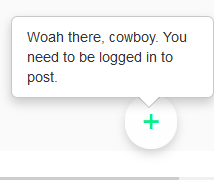 Woah there, cowboy. You
need to be logged in to
post.